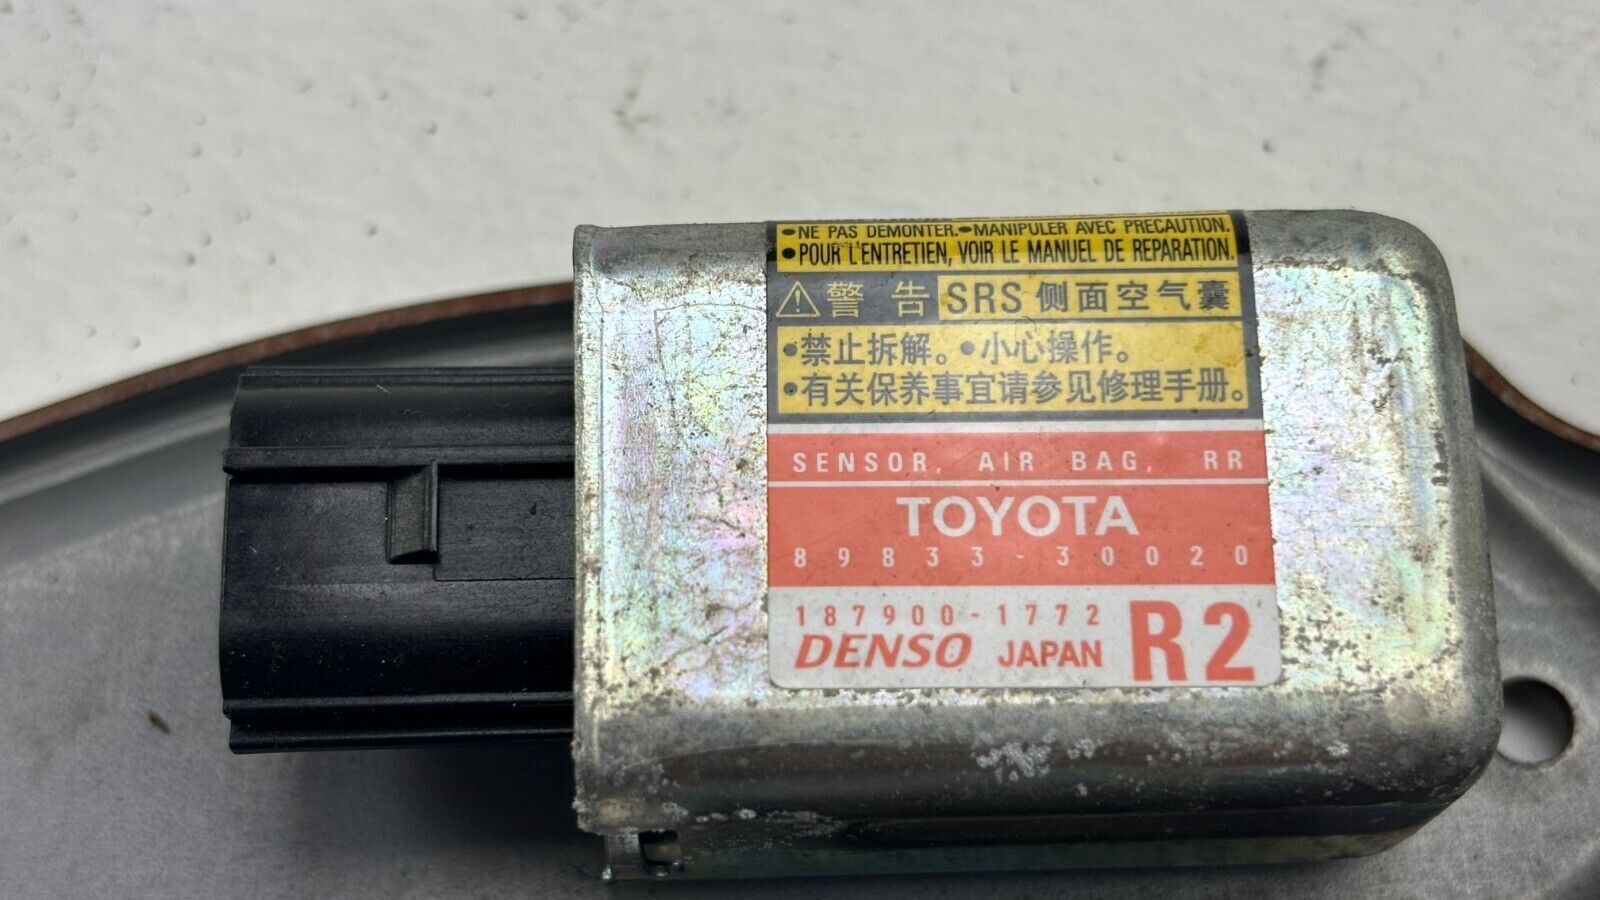 •NE PAS DEMONTER.•MANIPULER AVEC PRECAUTION.
•POUR L'ENTRETIEN, VOIR LE MANUEL DE REPARATION.
⚠警告 SRS 侧面空气囊
•禁止拆解。•小心操作。
•有关保养事宜请参见修理手册。
SENSOR, AIR BAG, RR
TOYOTA
89833-30020
187900-1772
DENSO JAPAN R2